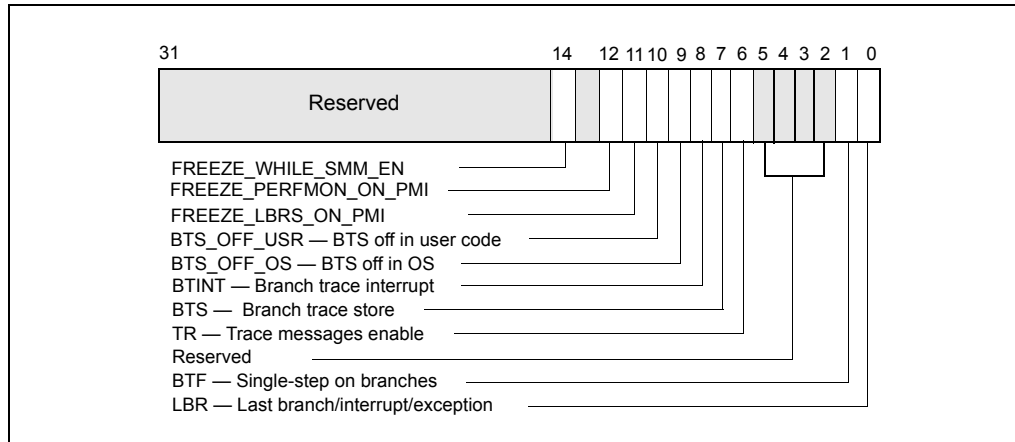 31 14 12 11 10 9 8 7 6 5 4 3 2 1 0
Reserved
FREEZE_WHILE_SMM_EN
FREEZE_PERFMON_ON_PMI
FREEZE_LBRS_ON_PMI
BTS_OFF_USR — BTS off in user code
BTS_OFF_OS — BTS off in OS
BTINT — Branch trace interrupt
BTS — Branch trace store
TR — Trace messages enable
Reserved
BTF — Single-step on branches
LBR — Last branch/interrupt/exception